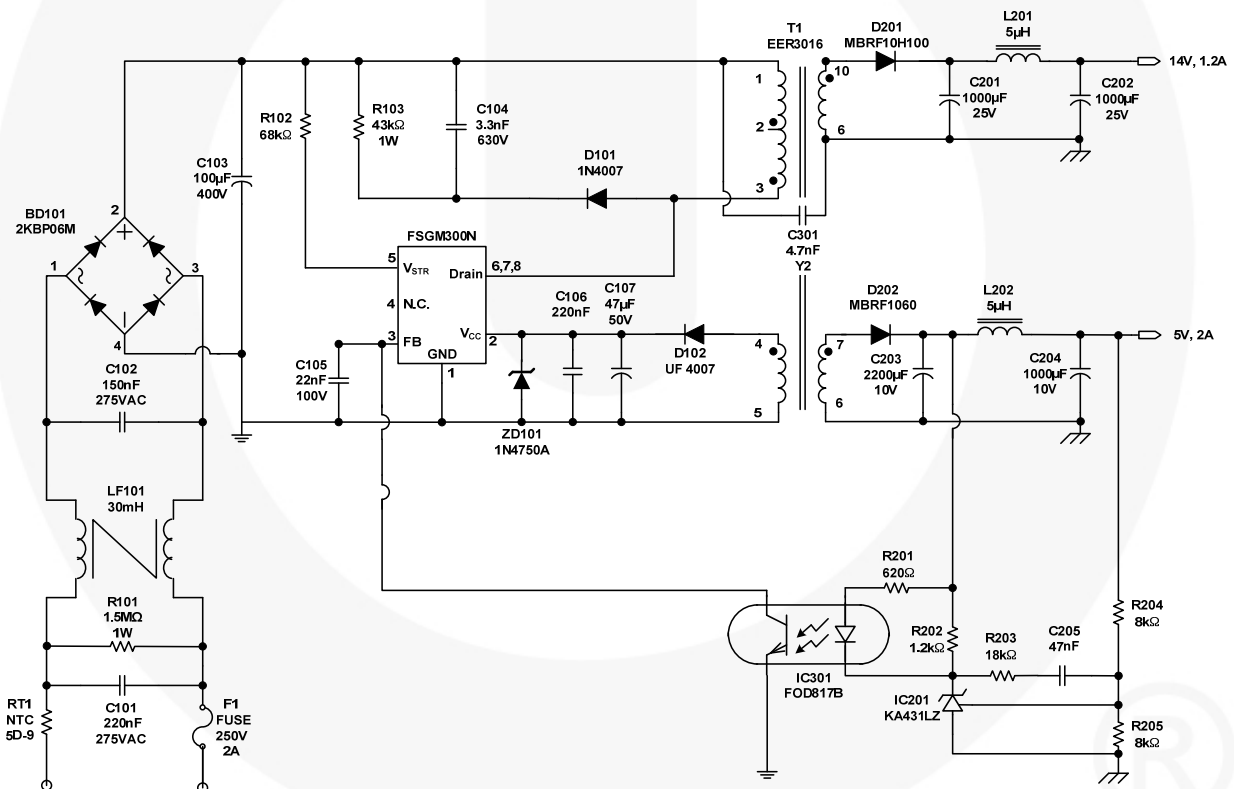 T1
EER3016
D201
MBRF10H100
L201
5µH
1
10
14V, 1.2A
C201
1000µF
25V
C202
1000µF
25V
R102
68kΩ
R103
43kΩ
1W
C104
3.3nF
630V
2
6
D101
1N4007
3
C103
100µF
400V
BD101
2KBP06M
2
+
1
~
~
3
−
4
FSGM300N
5
VSTR
Drain
6,7,8
4
N.C.
3
FB
VCC
2
GND
1
C301
4.7nF
Y2
C106
220nF
C107
47µF
50V
D202
MBRF1060
L202
5µH
5V, 2A
4
7
D102
UF 4007
C203
2200µF
10V
C204
1000µF
10V
5
6
C105
22nF
100V
ZD101
1N4750A
C102
150nF
275VAC
LF101
30mH
R101
1.5MΩ
1W
RT1
NTC
5D-9
C101
220nF
275VAC
F1
FUSE
250V
2A
R201
620Ω
R202
1.2kΩ
R203
18kΩ
C205
47nF
R204
8kΩ
IC301
FOD817B
IC201
KA431LZ
R205
8kΩ
®